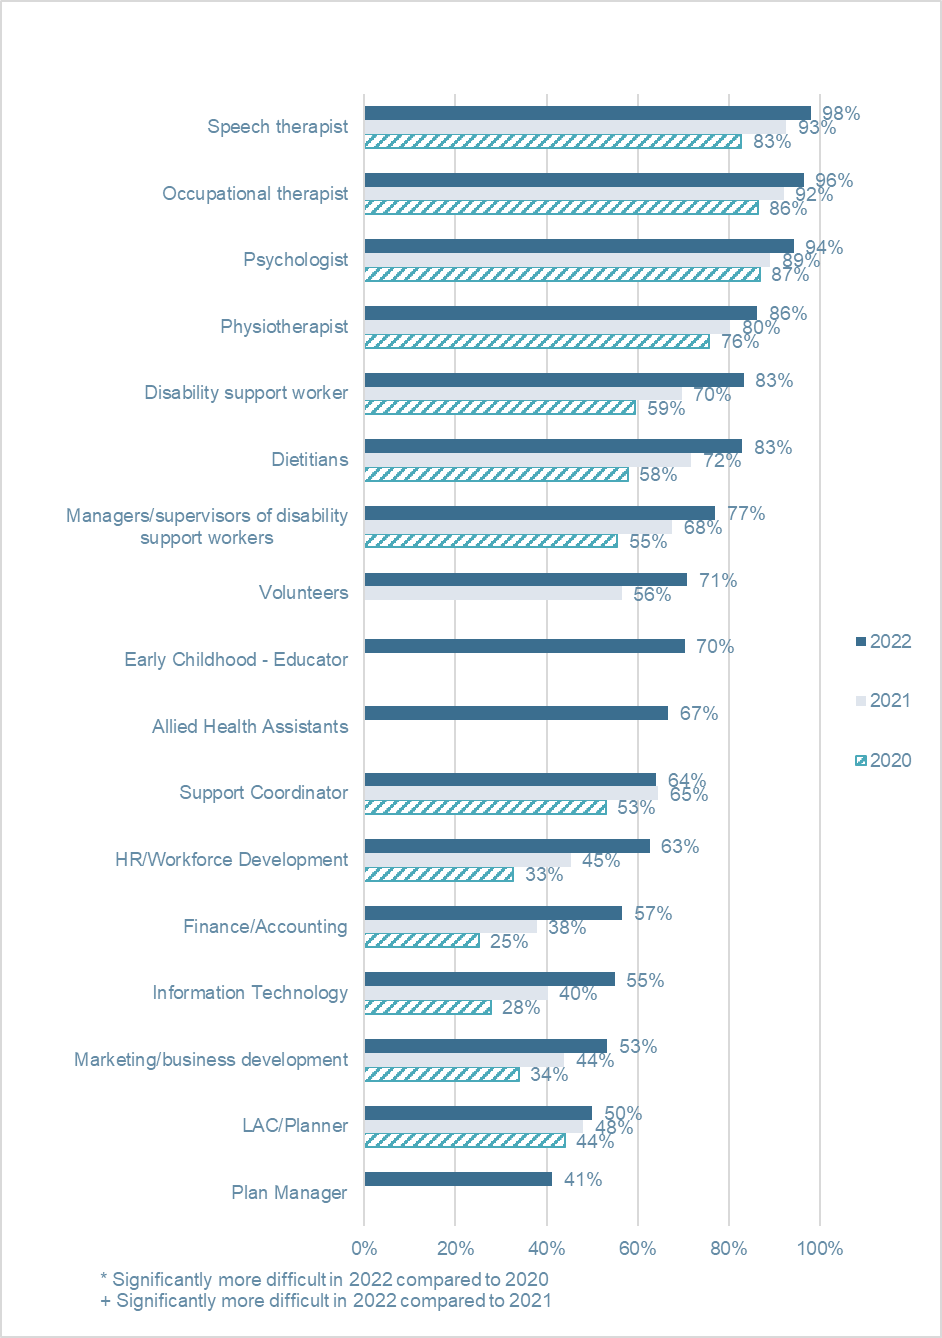 98%
Speech therapist
93%
83%
96%
Occupational therapist
92%
86%
94%
Psychologist
89%
87%
86%
Physiotherapist
80%
76%
83%
Disability support worker
70%
59%
83%
Dietitians
72%
58%
Managers/supervisors of disability
support workers
77%
68%
55%
71%
Volunteers
56%
70%
Early Childhood - Educator
67%
Allied Health Assistants
64%
Support Coordinator
65%
53%
63%
HR/Workforce Development
45%
33%
57%
Finance/Accounting
38%
25%
55%
Information Technology
40%
28%
53%
Marketing/business development
44%
34%
50%
LAC/Planner
48%
44%
41%
Plan Manager
0% 20% 40% 60% 80% 100%
2022
2021
2020
* Significantly more difficult in 2022 compared to 2020
+ Significantly more difficult in 2022 compared to 2021